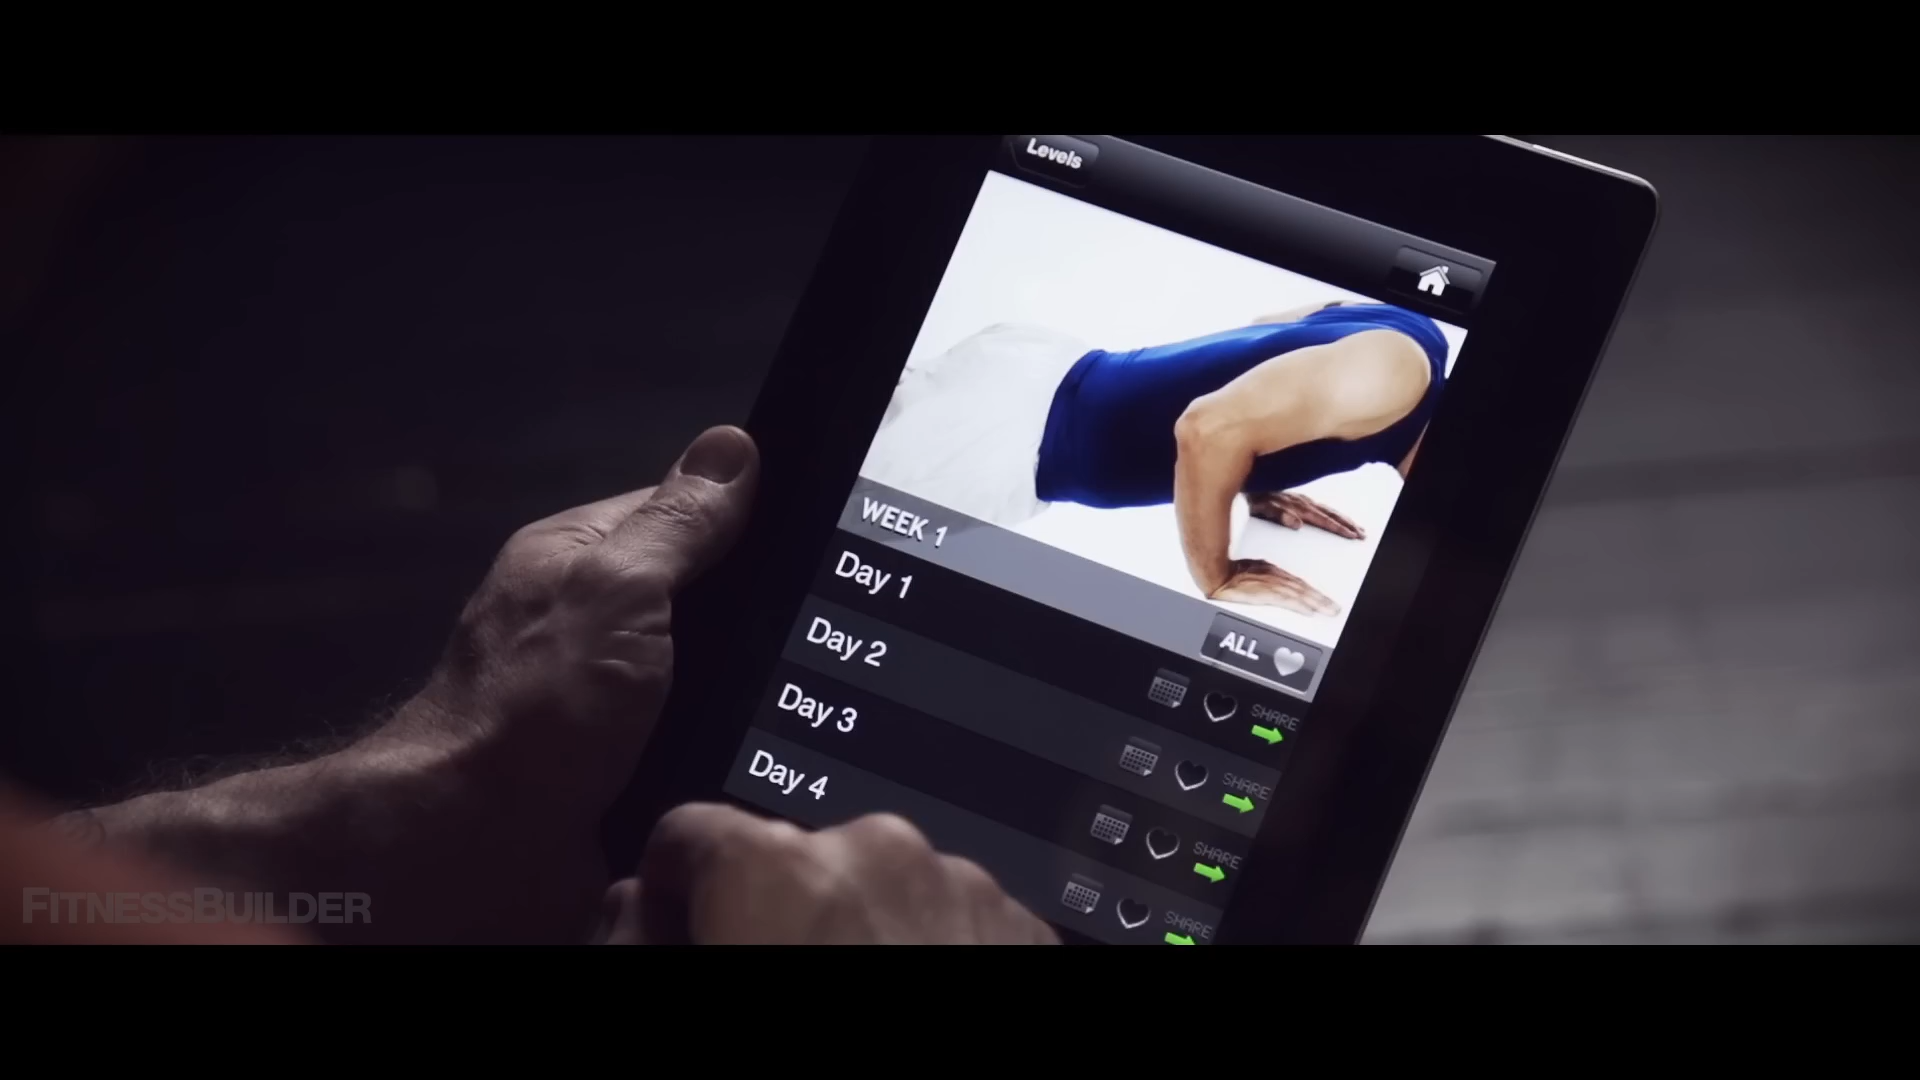 Levels
WEEK 1
ALL
Day 1
SHARE
Day 2
SHARE
Day 3
SHARE
Day 4
SHARE
FITNESSBUILDER